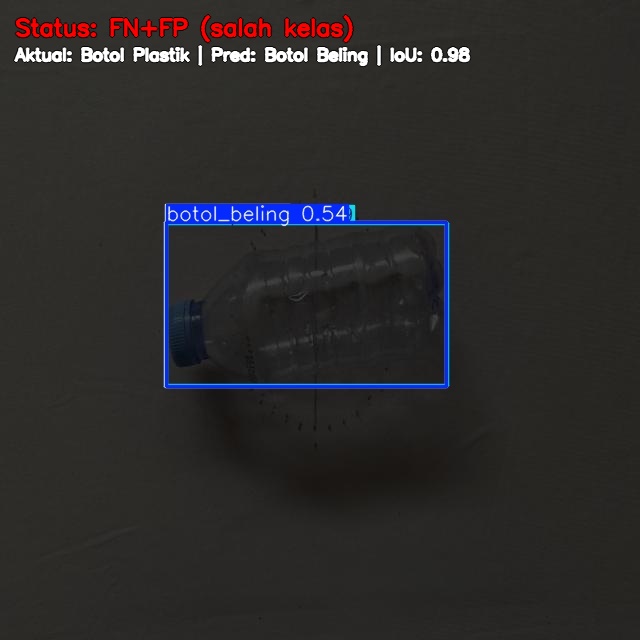 Status: FN+FP (salah kelas)
Aktual: Botol Plastik | Pred: Botol Beling | IoU: 0.98
botol_beling 0.54